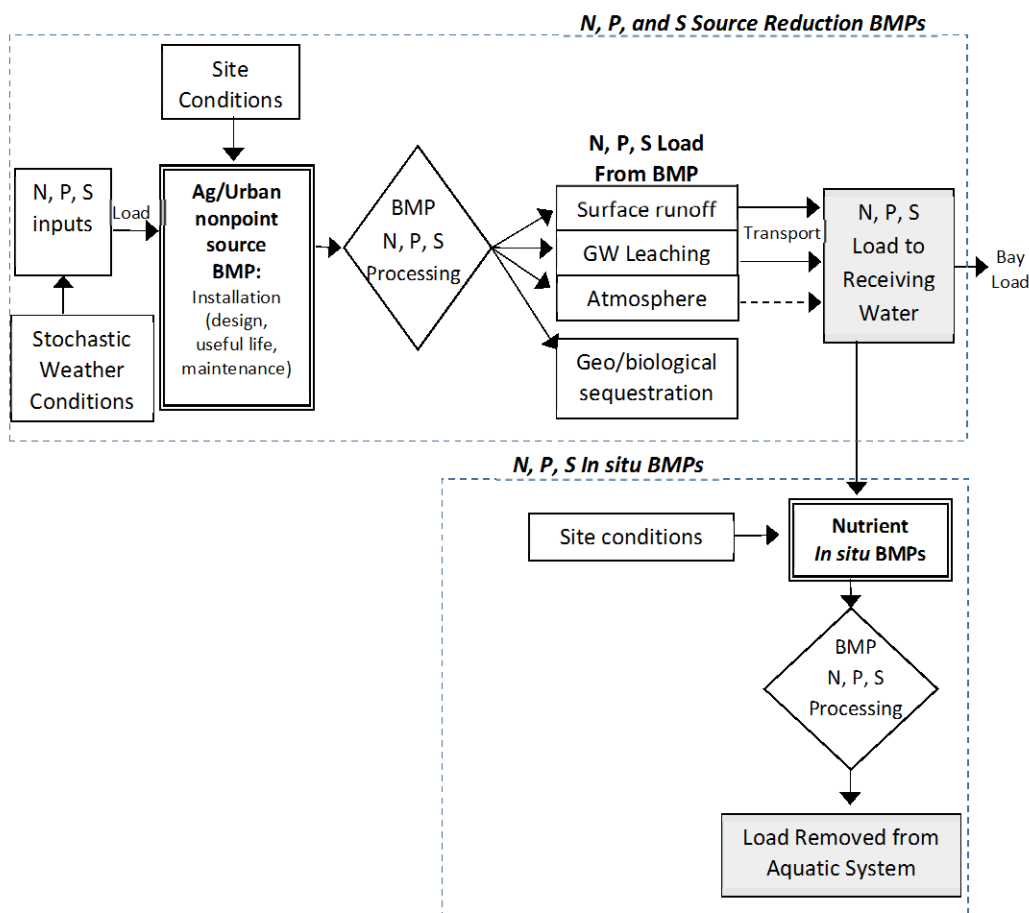 N, P, and S Source Reduction BMPs
Site
Conditions
N, P, S
inputs
Load
Stochastic
Weather
Conditions
Ag/Urban
nonpoint
source
BMP:
Installation
(design,
useful life,
maintenance)
BMP
N, P, S
Processing
N, P, S Load
From BMP
Surface runoff
GW Leaching
Atmosphere
Geo/biological
sequestration
Transport
N, P, S
Load to
Receiving
Water
Bay
Load
N, P, S In situ BMPs
Site conditions
Nutrient
In situ BMPs
BMP
N, P, S
Processing
Load Removed from
Aquatic System